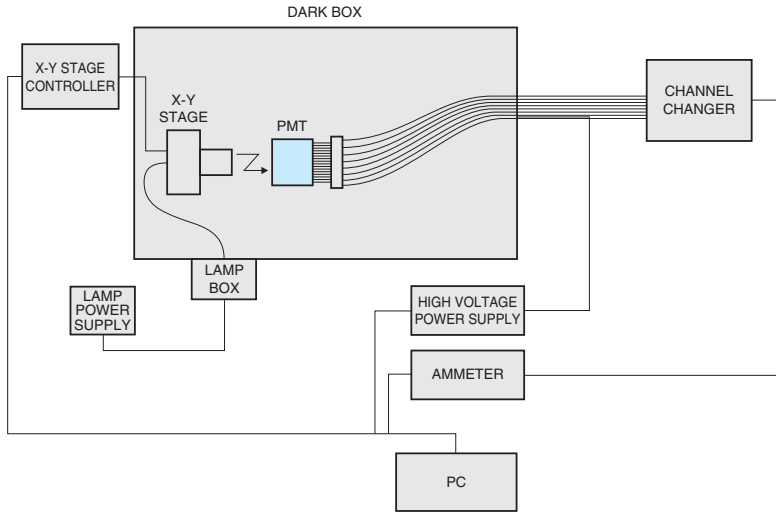 DARK BOX
X-Y STAGE
CONTROLLER
X-Y
STAGE
PMT
CHANNEL
CHANGER
LAMP
BOX
LAMP
POWER
SUPPLY
HIGH VOLTAGE
POWER SUPPLY
AMMETER
PC